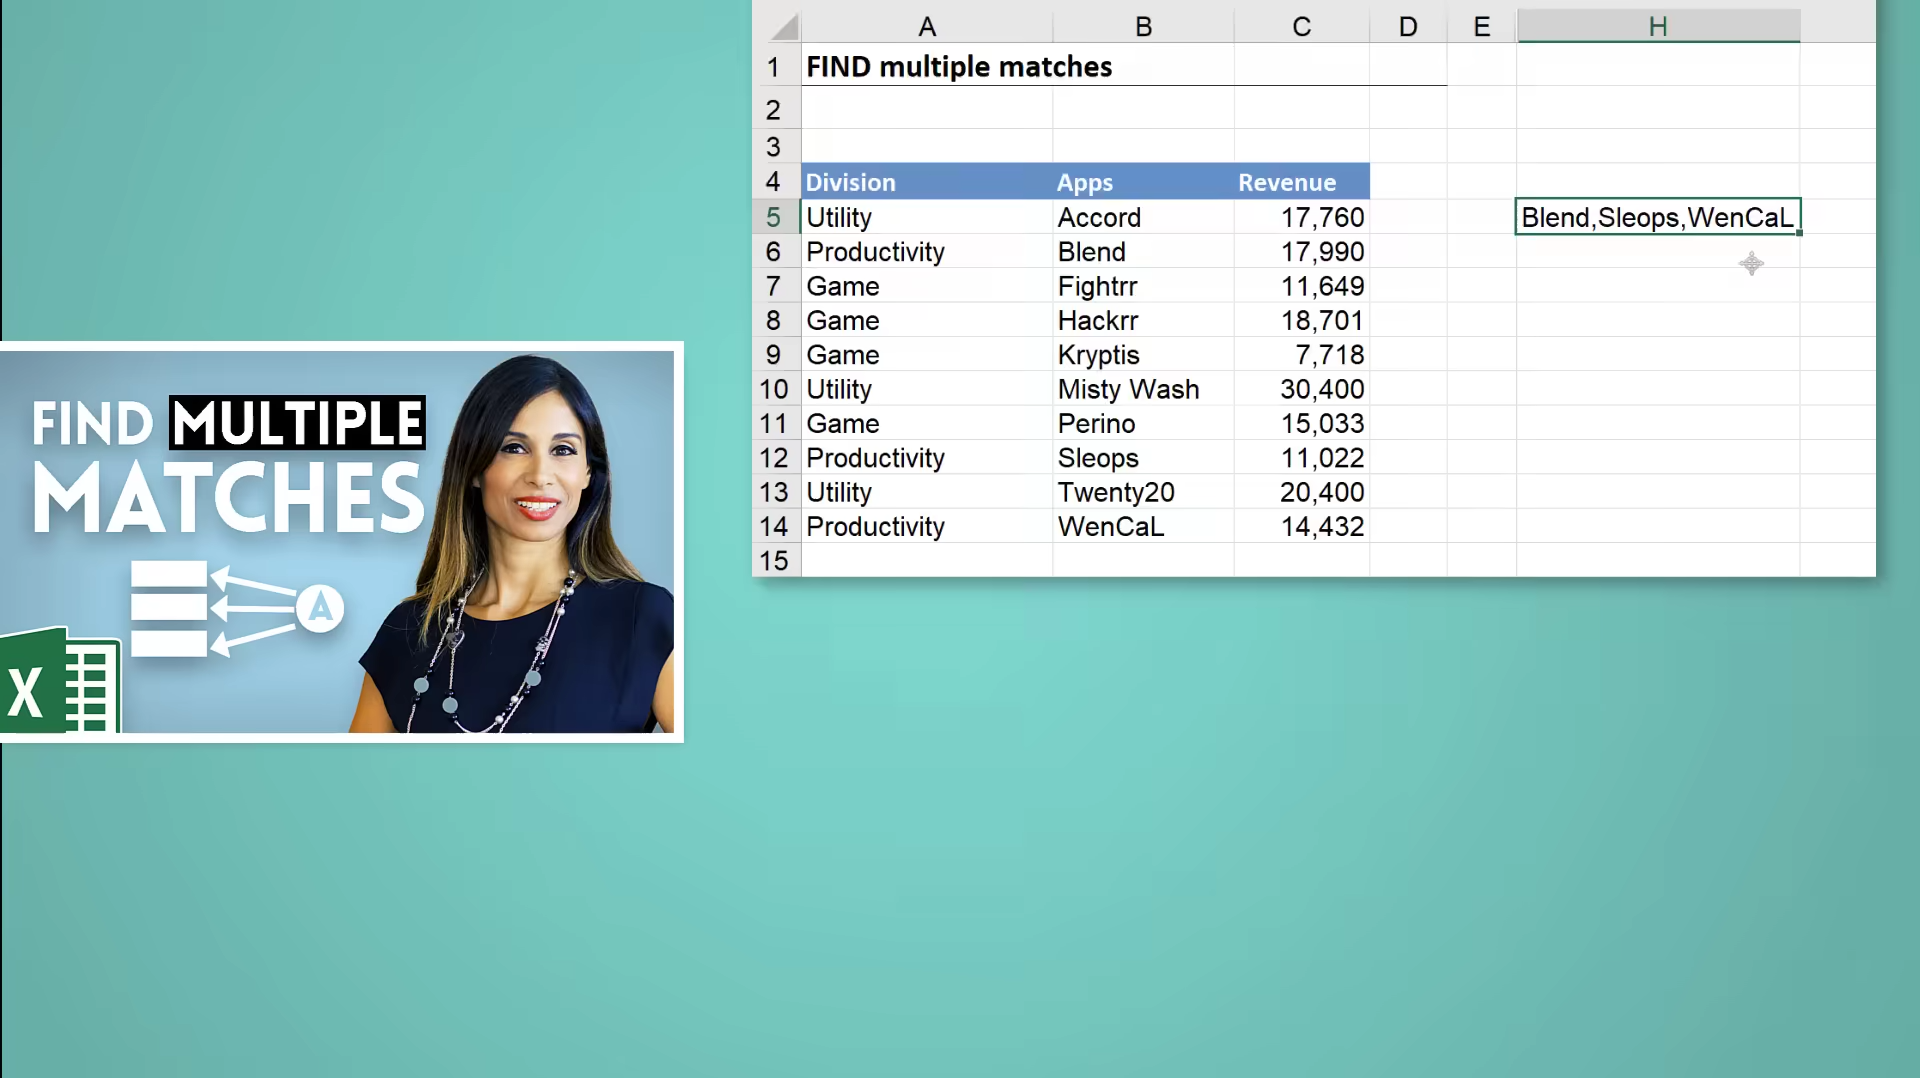 FIND MULTIPLE
MATCHES
A
X
A B C D E H
1 FIND multiple matches
2
3
4 Division Apps Revenue
5 Utility Accord 17,760 Blend,Sleops,WenCaL
6 Productivity Blend 17,990
7 Game Fightrr 11,649
8 Game Hackrr 18,701
9 Game Kryptis 7,718
10 Utility Misty Wash 30,400
11 Game Perino 15,033
12 Productivity Sleops 11,022
13 Utility Twenty20 20,400
14 Productivity WenCaL 14,432
15